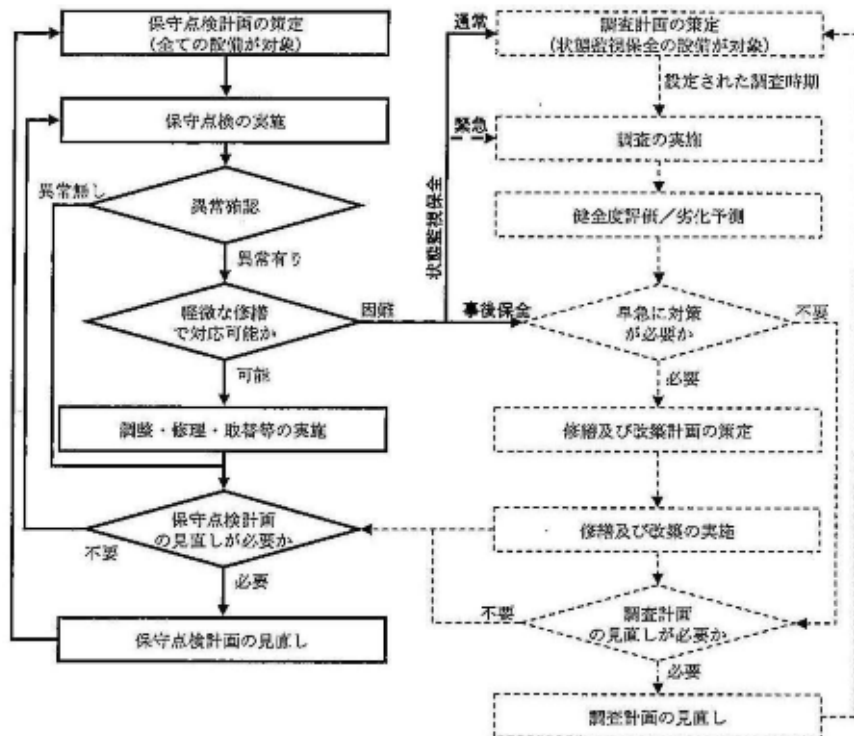 保守点検計画の策定
(全ての設備が対象)
保守点検の実施
異常無し
異常確認
異常有り
軽微な修繕
で対応可能か
困難
可能
調整・修理・取替等の実施
保守点検計画
の見直しが必要か
不要
必要
保守点検計画の見直し
通常
緊急
状態監視保全
事後保全
調査計画の策定
(状態監視保全の設備が対象)
設定された調査時期
調査の実施
健全度評価/劣化予測
早急に対策
が必要か
不要
必要
修繕及び改築計画の策定
修繕及び改築の実施
調査計画
の見直しが必要か
不要
必要
調査計画の見直し